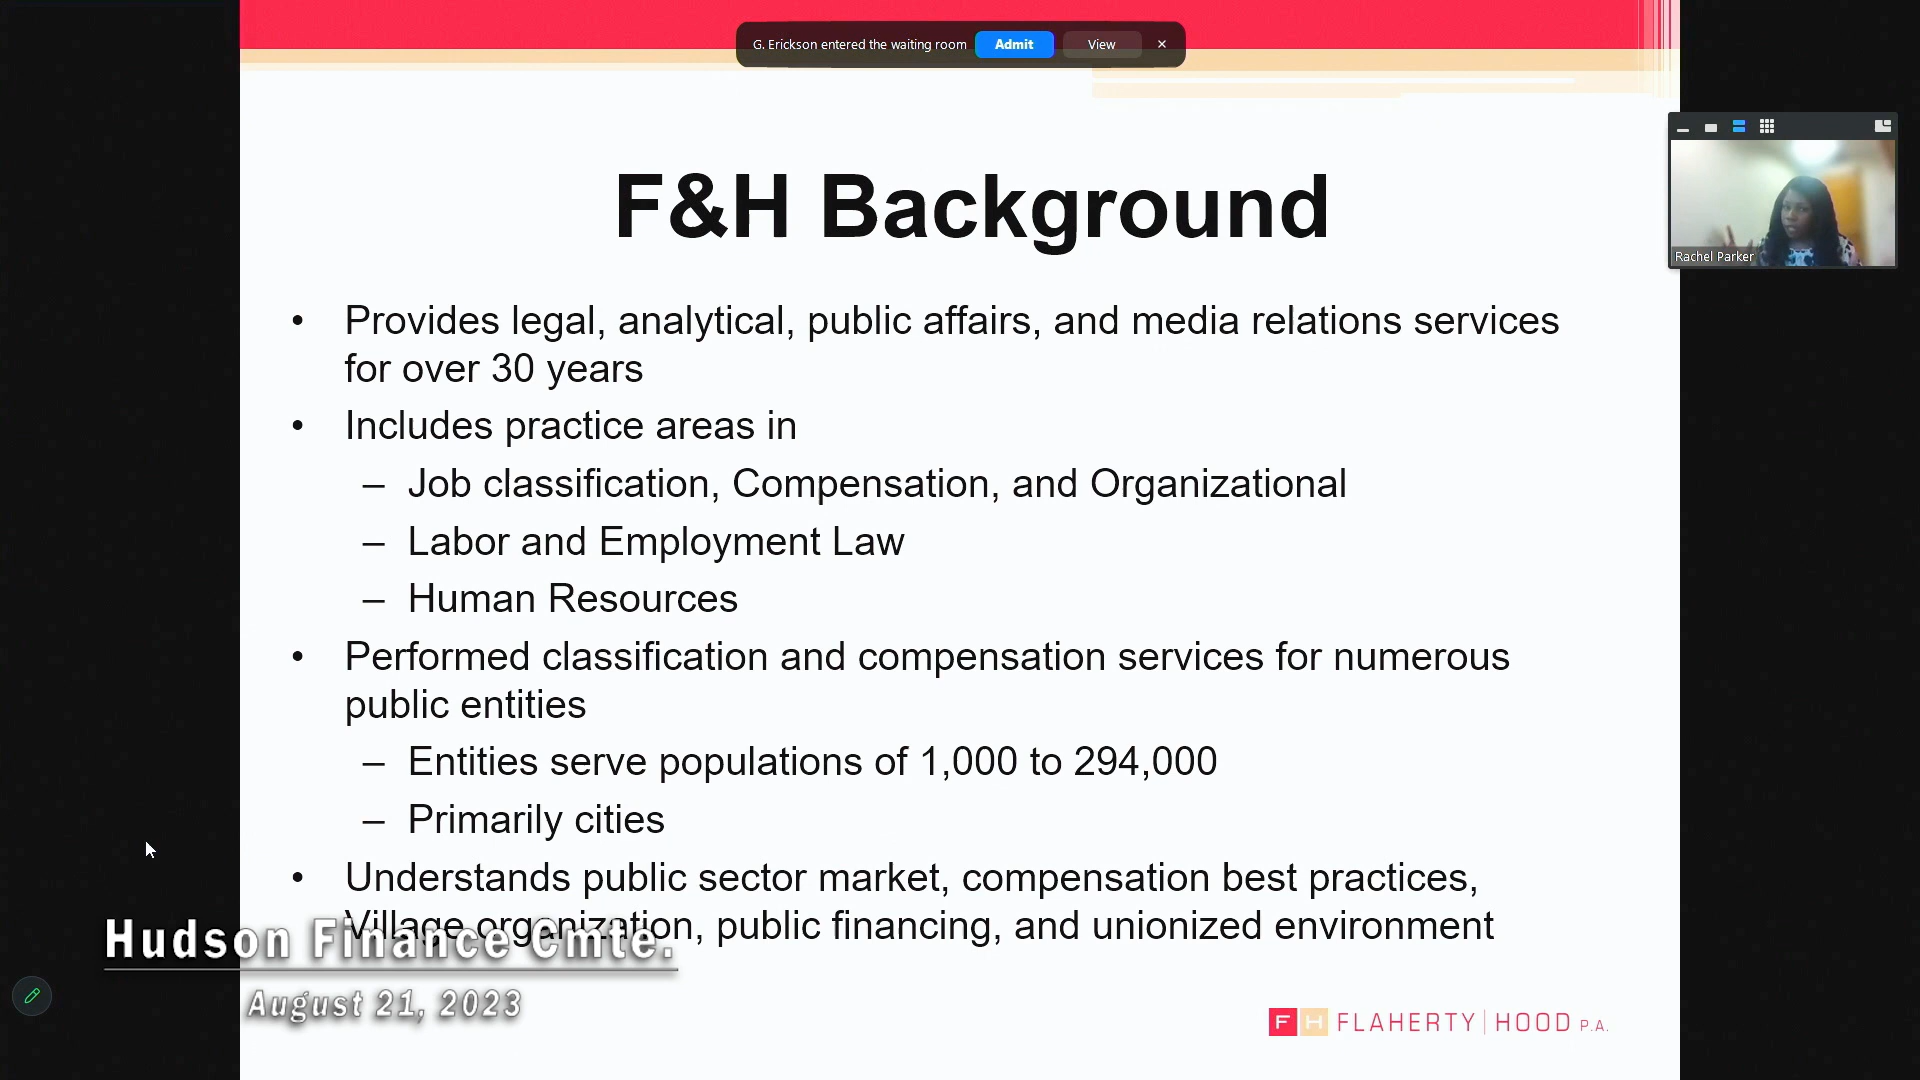 G. Erickson entered the waiting room Admit View ×
F&H Background
Rachel Parker
• Provides legal, analytical, public affairs, and media relations services
for over 30 years
• Includes practice areas in
– Job classification, Compensation, and Organizational
– Labor and Employment Law
– Human Resources
• Performed classification and compensation services for numerous
public entities
– Entities serve populations of 1,000 to 294,000
– Primarily cities
• Understands public sector market, compensation best practices,
Village organization, public financing, and unionized environment
Hudson Finance Cmte.
August 21, 2023
FH FLAHERTY | HOOD P.A.